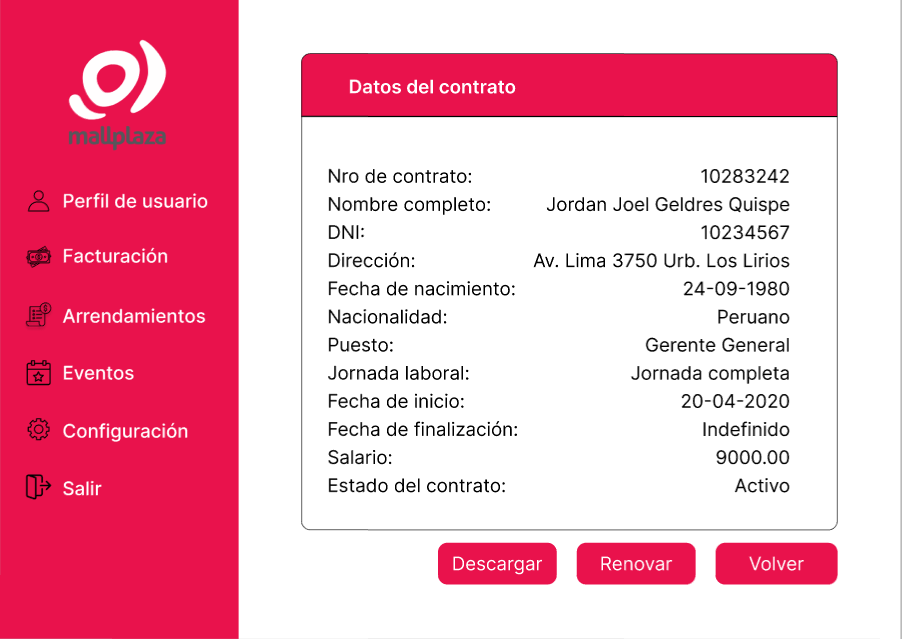 mallplaza
Perfil de usuario
Facturación
Arrendamientos
Eventos
Configuración
Salir
Datos del contrato
Nro de contrato: 10283242
Nombre completo: Jordan Joel Geldres Quispe
DNI: 10234567
Dirección: Av. Lima 3750 Urb. Los Lirios
Fecha de nacimiento: 24-09-1980
Nacionalidad: Peruano
Puesto: Gerente General
Jornada laboral: Jornada completa
Fecha de inicio: 20-04-2020
Fecha de finalización: Indefinido
Salario: 9000.00
Estado del contrato: Activo
Descargar Renovar Volver